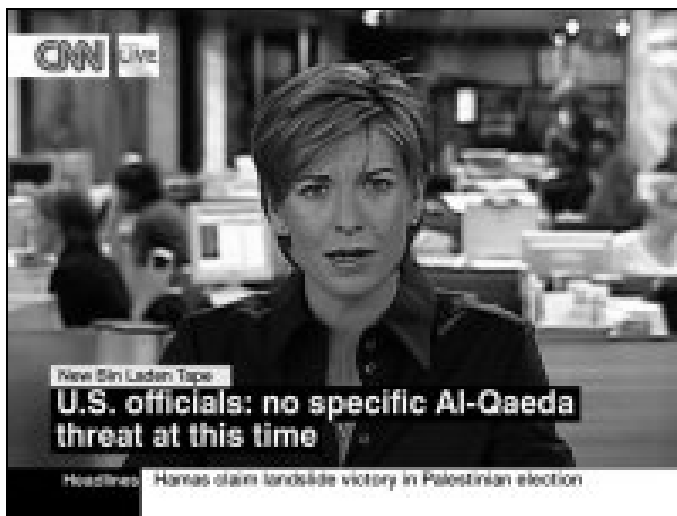 CNN Live
New Bin Laden Tape
U.S. officials: no specific Al-Qaeda
threat at this time
Headlines Hamas claim landslide victory in Palestinian election